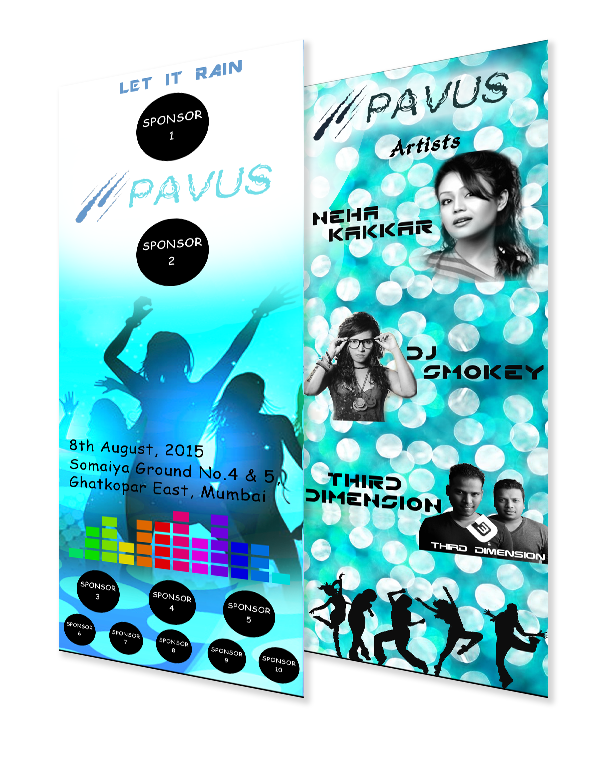 LET IT RAIN
SPONSOR
1
PAVUS
SPONSOR
2
8th August, 2015
Somaiya Ground No.4 & 5,
Ghatkopar East, Mumbai
SPONSOR
3
SPONSOR
4
SPONSOR
5
SPONSOR
6
SPONSOR
7
SPONSOR
8
SPONSOR
9
SPONSOR
10
PAVUS
Artists
NEHA
KAKKAR
DJ
SMOKEY
THIRD
DIMENSION
THIRD DIMENSION